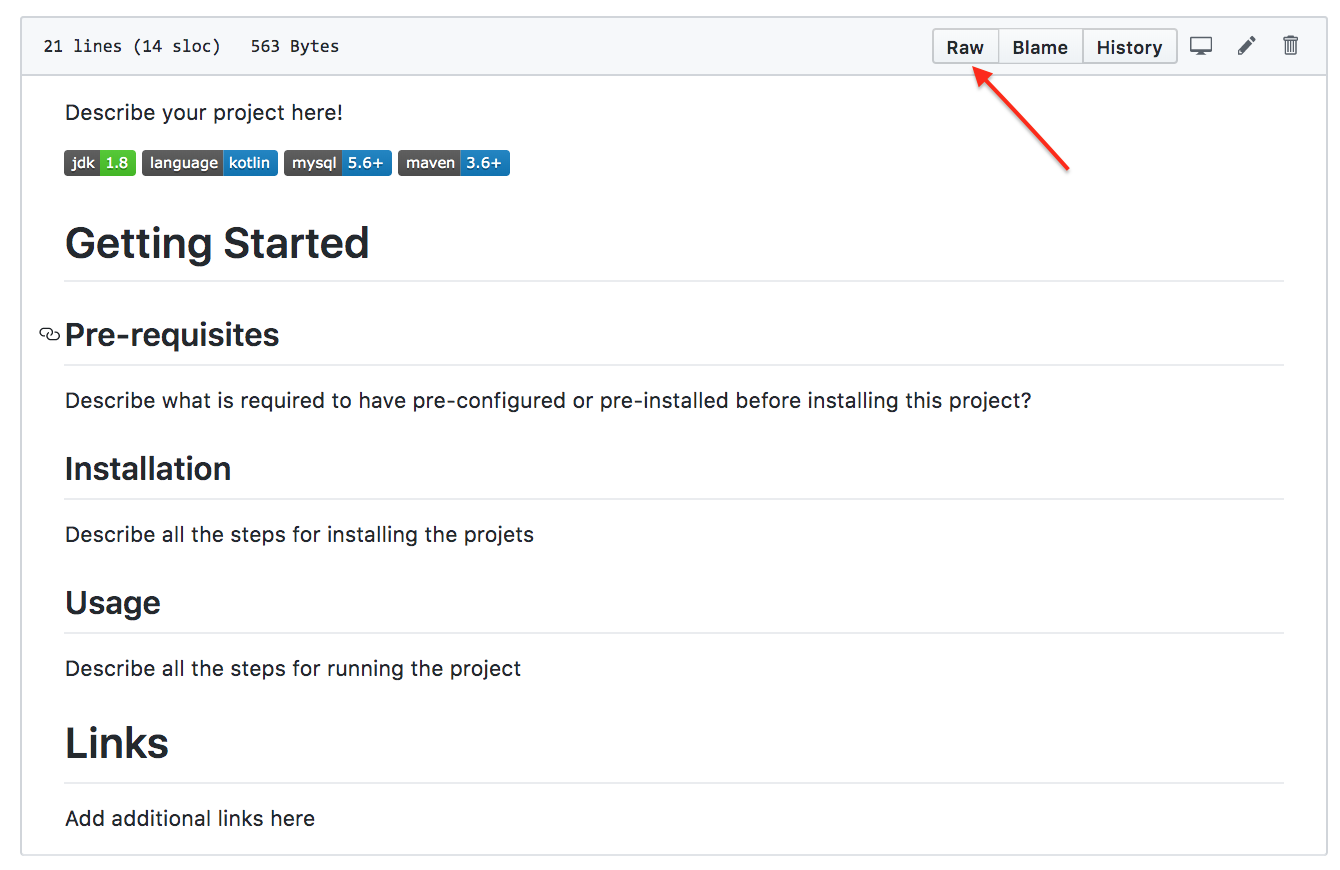 21 lines (14 sloc) 563 Bytes Raw Blame History
Describe your project here!
jdk 1.8 language kotlin mysql 5.6+ maven 3.6+
Getting Started
Pre-requisites
Describe what is required to have pre-configured or pre-installed before installing this project?
Installation
Describe all the steps for installing the projets
Usage
Describe all the steps for running the project
Links
Add additional links here